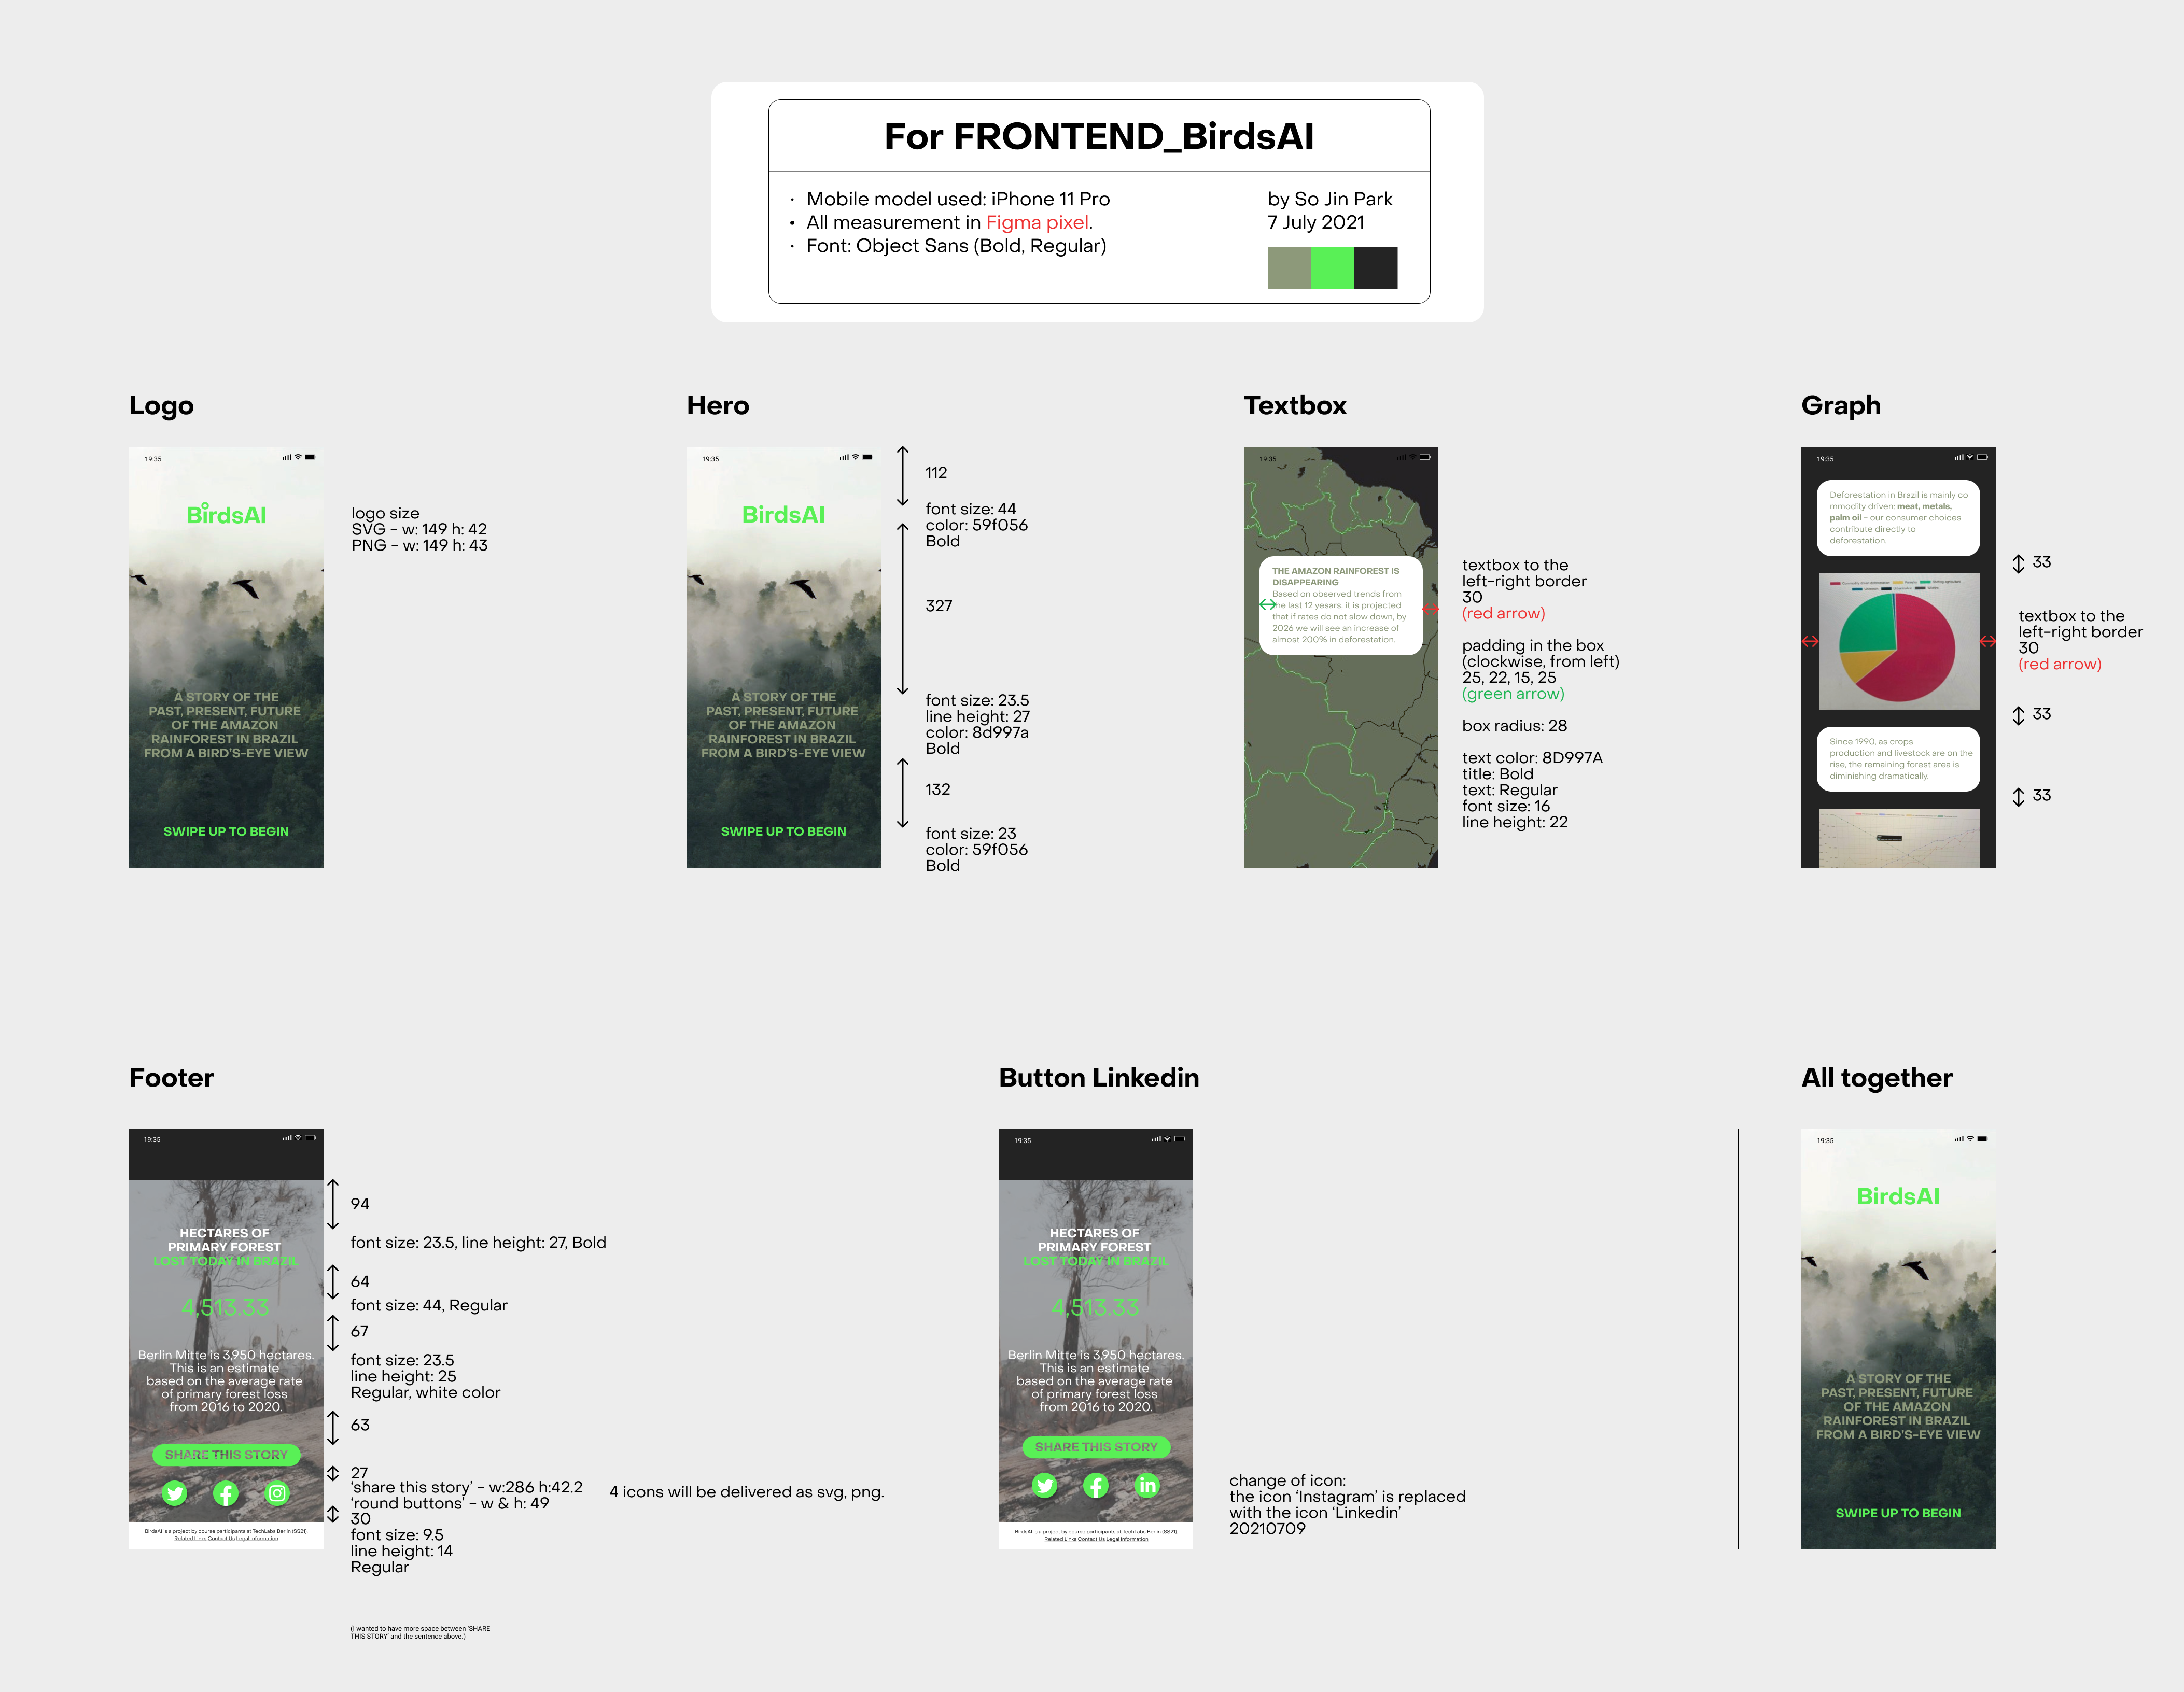 For FRONTEND_BirdsAI
· Mobile model used: iPhone 11 Pro
• All measurement in Figma pixel.
· Font: Object Sans (Bold, Regular)
by So Jin Park
7 July 2021
Logo
19:35
BirdsAI
A STORY OF THE
PAST, PRESENT, FUTURE
OF THE AMAZON
RAINFOREST IN BRAZIL
FROM A BIRD'S-EYE VIEW
SWIPE UP TO BEGIN
logo size
SVG - w: 149 h: 42
PNG - w: 149 h: 43
Hero
19:35
BirdsAI
A STORY OF THE
PAST, PRESENT, FUTURE
OF THE AMAZON
RAINFOREST IN BRAZIL
FROM A BIRD'S-EYE VIEW
SWIPE UP TO BEGIN
112
font size: 44
color: 59f056
Bold
327
font size: 23.5
line height: 27
color: 8d997a
Bold
132
font size: 23
color: 59f056
Bold
Textbox
19:35
THE AMAZON RAINFOREST IS
DISAPPEARING
Based on observed trends from
the last 12 yesars, it is projected
that if rates do not slow down, by
2026 we will see an increase of
almost 200% in deforestation.
textbox to the
left-right border
30
(red arrow)
padding in the box
(clockwise, from left)
25, 22, 15, 25
(green arrow)
box radius: 28
text color: 8D997A
title: Bold
text: Regular
font size: 16
line height: 22
Graph
19:35
Deforestation in Brazil is mainly co
mmodity driven: meat, metals,
palm oil - our consumer choices
contribute directly to
deforestation.
Since 1990, as crops
production and livestock are on the
rise, the remaining forest area is
diminishing dramatically.
33
textbox to the
left-right border
30
(red arrow)
33
33
Footer
19:35
HECTARES OF
PRIMARY FOREST
LOST TODAY IN BRAZIL
4,513.33
Berlin Mitte is 3,950 hectares.
This is an estimate
based on the average rate
of primary forest loss
from 2016 to 2020.
SHARE THIS STORY
BirdsAI is a project by course participants at TechLabs Berlin (SS21).
Related Links Contact Us Legal Information
94
font size: 23.5, line height: 27, Bold
64
font size: 44, Regular
67
font size: 23.5
line height: 25
Regular, white color
63
27
'share this story' - w:286 h:42.2
'round buttons' - w & h: 49
30
font size: 9.5
line height: 14
Regular
4 icons will be delivered as svg, png.
(I wanted to have more space between 'SHARE
THIS STORY' and the sentence above.)
Button Linkedin
19:35
HECTARES OF
PRIMARY FOREST
LOST TODAY IN BRAZIL
4,513.33
Berlin Mitte is 3,950 hectares.
This is an estimate
based on the average rate
of primary forest loss
from 2016 to 2020.
SHARE THIS STORY
in
BirdsAI is a project by course participants at TechLabs Berlin (SS21).
Related Links Contact Us Legal Information
change of icon:
the icon 'Instagram' is replaced
with the icon 'Linkedin'
20210709
All together
19:35
BirdsAI
A STORY OF THE
PAST, PRESENT, FUTURE
OF THE AMAZON
RAINFOREST IN BRAZIL
FROM A BIRD'S-EYE VIEW
SWIPE UP TO BEGIN